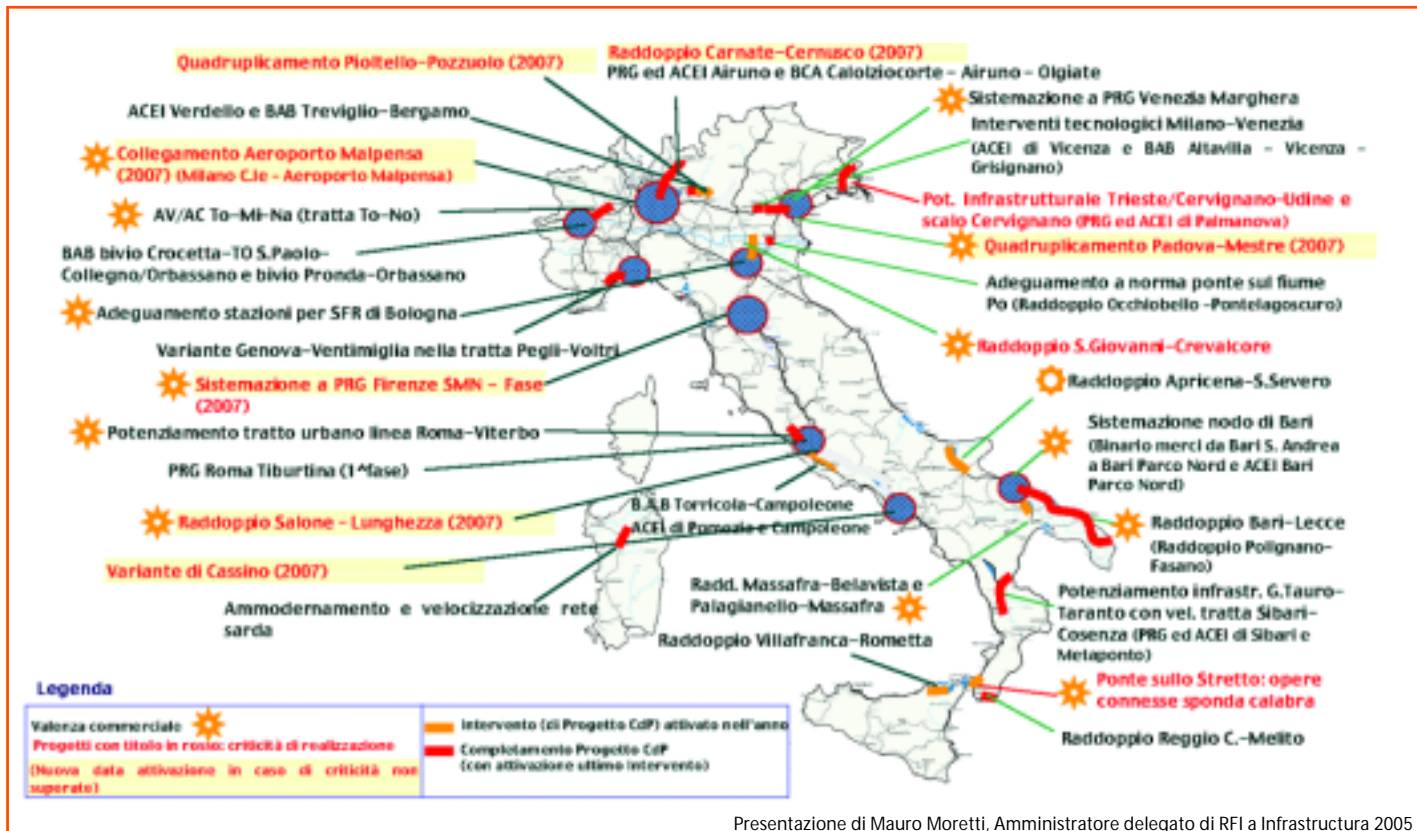 Quadruplicamento Pioltello-Pozzuolo (2007)
Raddoppio Carnate-Cernusco (2007)
PRG ed ACEI Airuno e BCA Calolziocorte - Airuno - Olgiate
ACEI Verdello e BAB Treviglio-Bergamo
Collegamento Aeroporto Malpensa
(2007) (Milano C.le - Aeroporto Malpensa)
AV/AC To-Mi-Na (tratta To-No)
BAB bivio Crocetta-TO S.Paolo-
Collegno/Orbassano e bivio Pronda-Orbassano
Adeguamento stazioni per SFR di Bologna
Variante Genova-Ventimiglia nella tratta Pegli-Voltri
Sistemazione a PRG Firenze SMN - Fase
(2007)
Potenziamento tratto urbano linea Roma-Viterbo
PRG Roma Tiburtina (1^fase)
Raddoppio Salone - Lunghezza (2007)
Variante di Cassino (2007)
Ammodernamento e velocizzazione rete
sarda
Sistemazione a PRG Venezia Marghera
Interventi tecnologici Milano-Venezia
(ACEI di Vicenza e BAB Altavilla - Vicenza -
Grisignano)
Pot. Infrastrutturale Trieste/Cervignano-Udine e
scalo Cervignano (PRG ed ACEI di Palmanova)
Quadruplicamento Padova-Mestre (2007)
Adeguamento a norma ponte sul fiume
Po (Raddoppio Occhiobello -Pontelagoscuro)
Raddoppio S.Giovanni-Crevalcore
Raddoppio Apricena-S.Severo
Sistemazione nodo di Bari
(Binario merci da Bari S. Andrea
a Bari Parco Nord e ACEI Bari
Parco Nord)
B.A.B Torricola-Campoleone
ACEI di Pomezia e Campoleone
Raddoppio Bari-Lecce
(Raddoppio Polignano-
Fasano)
Radd. Massafra-Belavista e
Palagianello-Massafra
Potenziamento infrastr. G.Tauro-
Taranto con vel. tratta Sibari-
Cosenza (PRG ed ACEI di Sibari e
Metaponto)
Raddoppio Villafranca-Rometta
Ponte sullo Stretto: opere
connesse sponda calabra
Raddoppio Reggio C.-Melito
Legenda
Valenza commerciale
Progetti con titolo in rosso: criticità di realizzazione
(Nuova data attivazione in caso di criticità non
superate)
Intervento (di Progetto CdP) attivato nell'anno
Completamento Progetto CdP
(con attivazione ultimo Intervento)
Presentazione di Mauro Moretti, Amministratore delegato di RFI a Infrastructura 2005